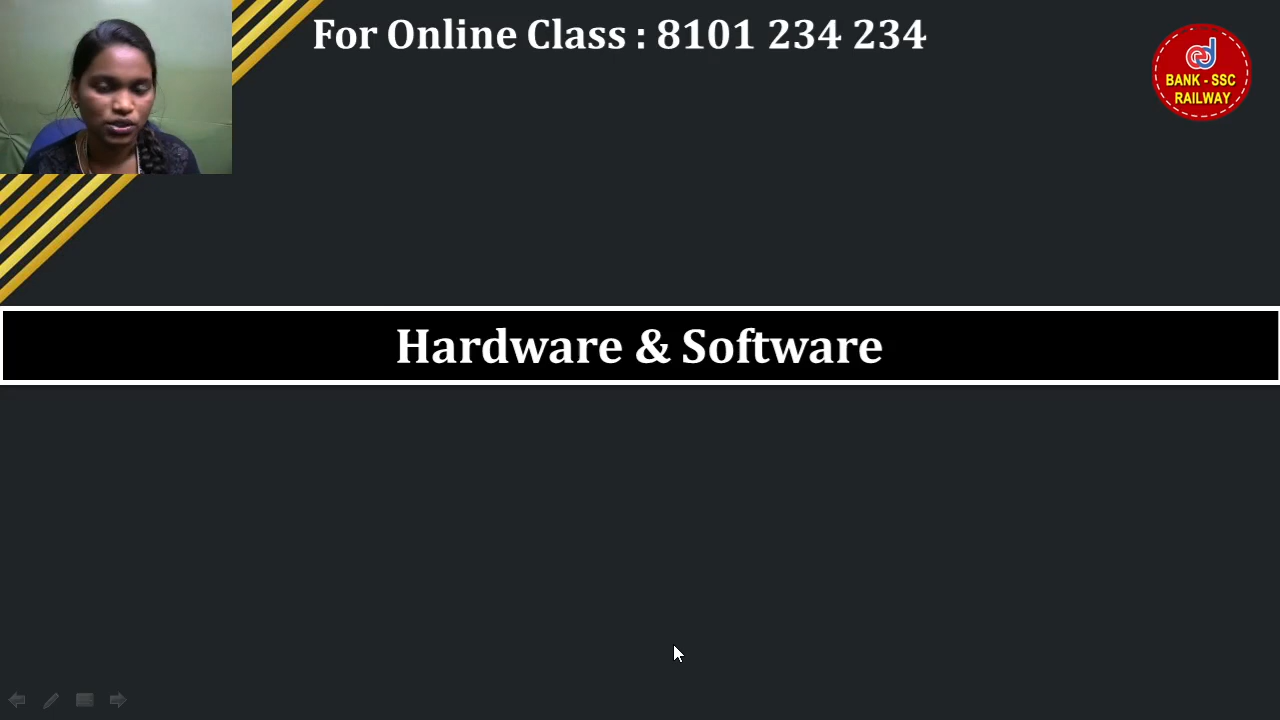 For Online Class : 8101 234 234
BANK - SSC
RAILWAY
Hardware & Software